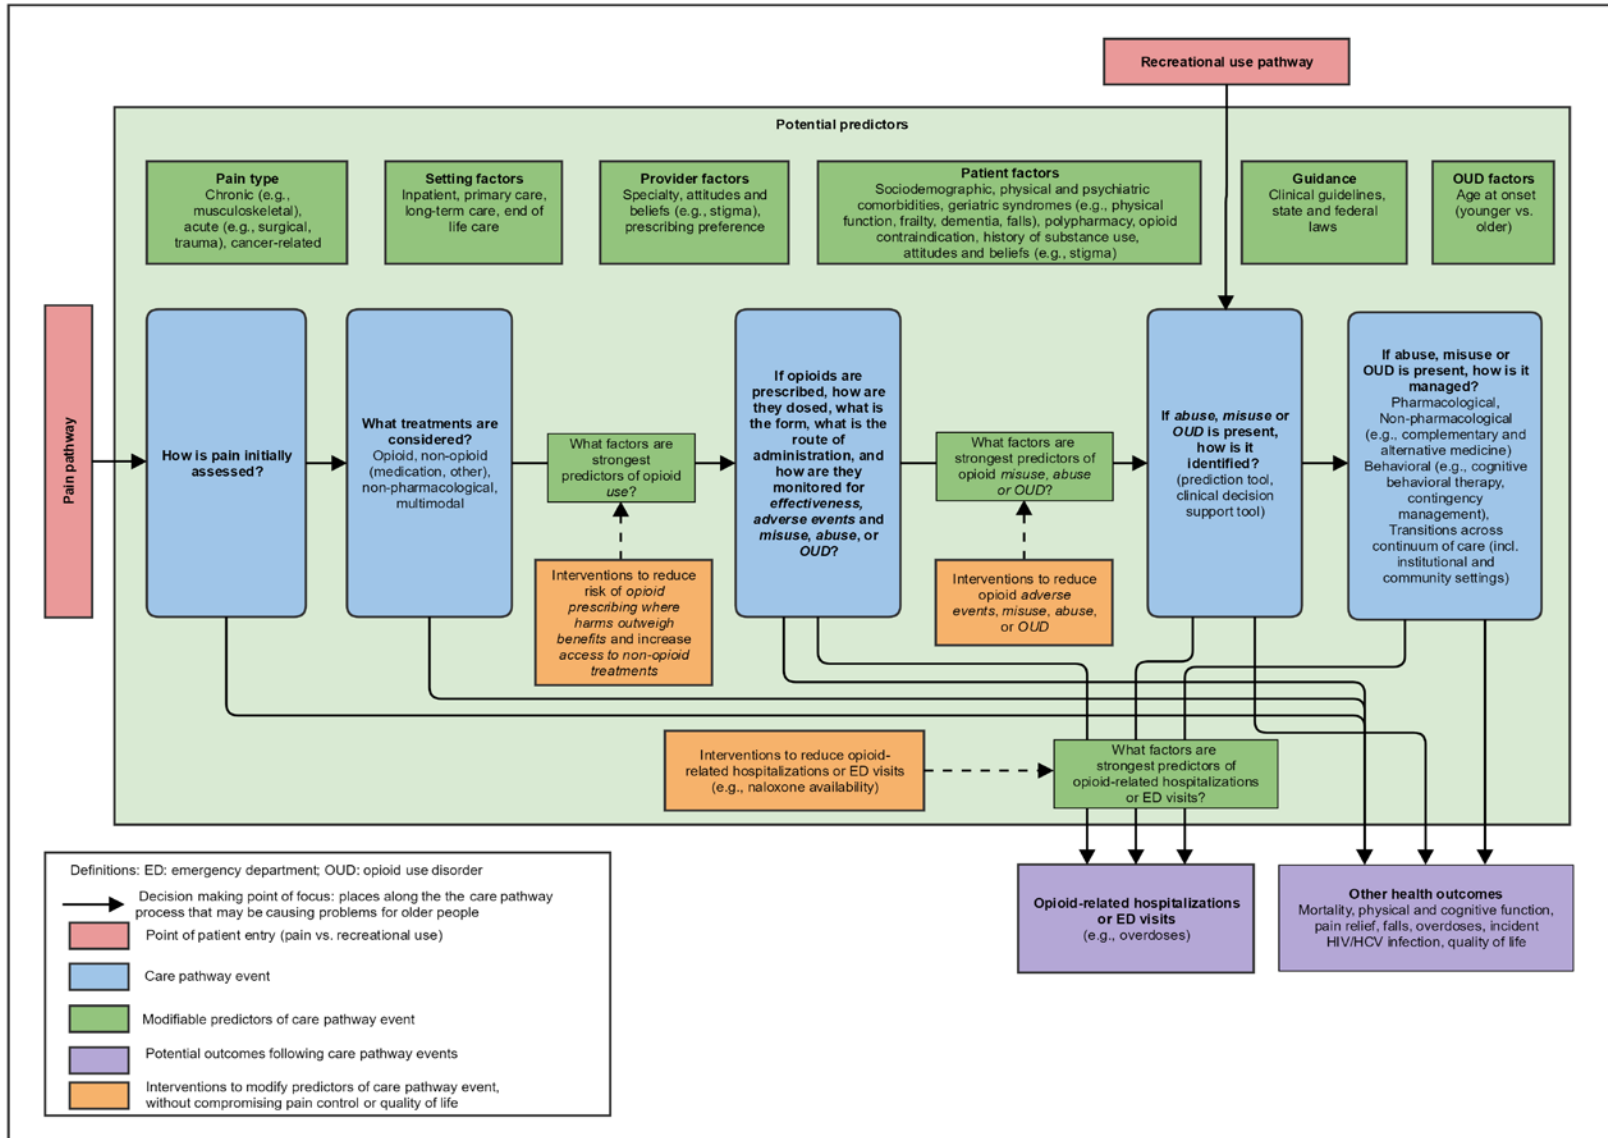 Recreational use pathway
Potential predictors
Pain type
Chronic (e.g.,
musculoskeletal),
acute (e.g., surgical,
trauma), cancer-related
Setting factors
Inpatient, primary care,
long-term care, end of
life care
Provider factors
Specialty, attitudes and
beliefs (e.g., stigma),
prescribing preference
Patient factors
Sociodemographic, physical and psychiatric
comorbidities, geriatric syndromes (e.g., physical
function, frailty, dementia, falls), polypharmacy, opioid
contraindication, history of substance use,
attitudes and beliefs (e.g., stigma)
Guidance
Clinical guidelines,
state and federal
laws
OUD factors
Age at onset
(younger vs.
older)
Pain pathway
How is pain initially
assessed?
What treatments are
considered?
Opioid, non-opioid
(medication, other),
non-pharmacological,
multimodal
What factors are
strongest
predictors of opioid
use?
Interventions to reduce
risk of opioid
prescribing where
harms outweigh
benefits and increase
access to non-opioid
treatments
If opioids are
prescribed, how are
they dosed, what is
the form, what is the
route of
administration, and
how are they
monitored for
effectiveness,
adverse events and
misuse, abuse, or
OUD?
What factors are
strongest predictors of
opioid misuse, abuse
or OUD?
Interventions to reduce
opioid adverse
events, misuse, abuse,
or OUD
If abuse, misuse or
OUD is present,
how is it
identified?
(prediction tool,
clinical decision
support tool)
If abuse, misuse or
OUD is present, how is it
managed?
Pharmacological,
Non-pharmacological
(e.g., complementary and
alternative medicine)
Behavioral (e.g., cognitive
behavioral therapy,
contingency
management),
Transitions across
continuum of care (incl.
institutional and
community settings)
Interventions to reduce opioid-
related hospitalizations or ED visits
(e.g., naloxone availability)
What factors are
strongest predictors of
opioid-related hospitalizations
or ED visits?
Opioid-related hospitalizations
or ED visits
(e.g., overdoses)
Other health outcomes
Mortality, physical and cognitive function,
pain relief, falls, overdoses, incident
HIV/HCV infection, quality of life
Definitions: ED: emergency department; OUD: opioid use disorder
Decision making point of focus: places along the the care pathway
process that may be causing problems for older people
Point of patient entry (pain vs. recreational use)
Care pathway event
Modifiable predictors of care pathway event
Potential outcomes following care pathway events
Interventions to modify predictors of care pathway event,
without compromising pain control or quality of life